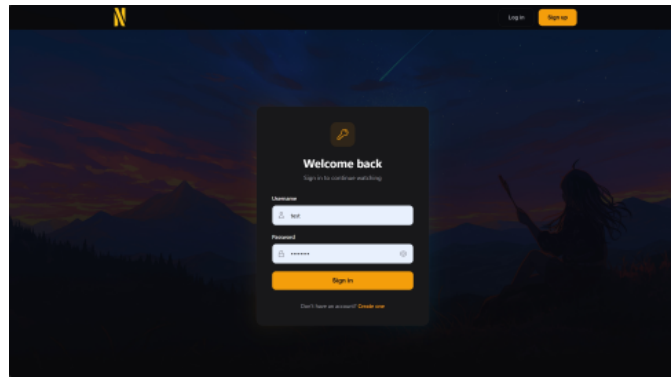 N
Log in
Sign up
Welcome back
Sign in to continue watching
Username
test
Password
•••••••
Sign in
Don't have an account? Create one